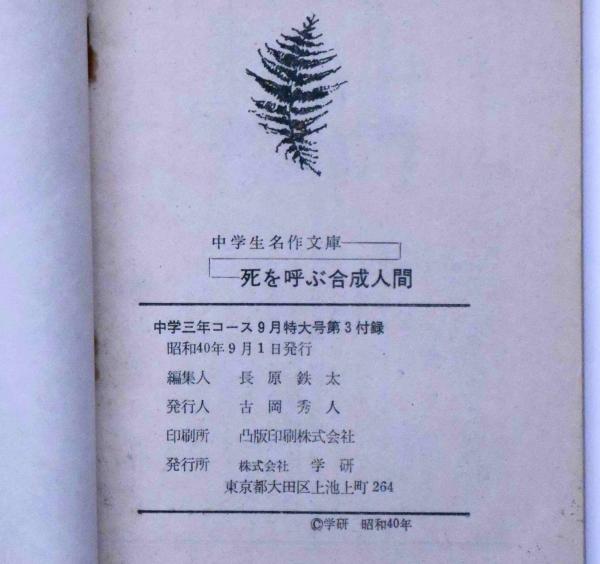 中学生名作文庫
死を呼ぶ合成人間
中学三年コース9月特大号第3付録
昭和40年9月1日発行
編集人 長原鉄太
発行人 古岡秀人
印刷所 凸版印刷株式会社
発行所 株式会社 学研
東京都大田区上池上町264
©学研 昭和40年